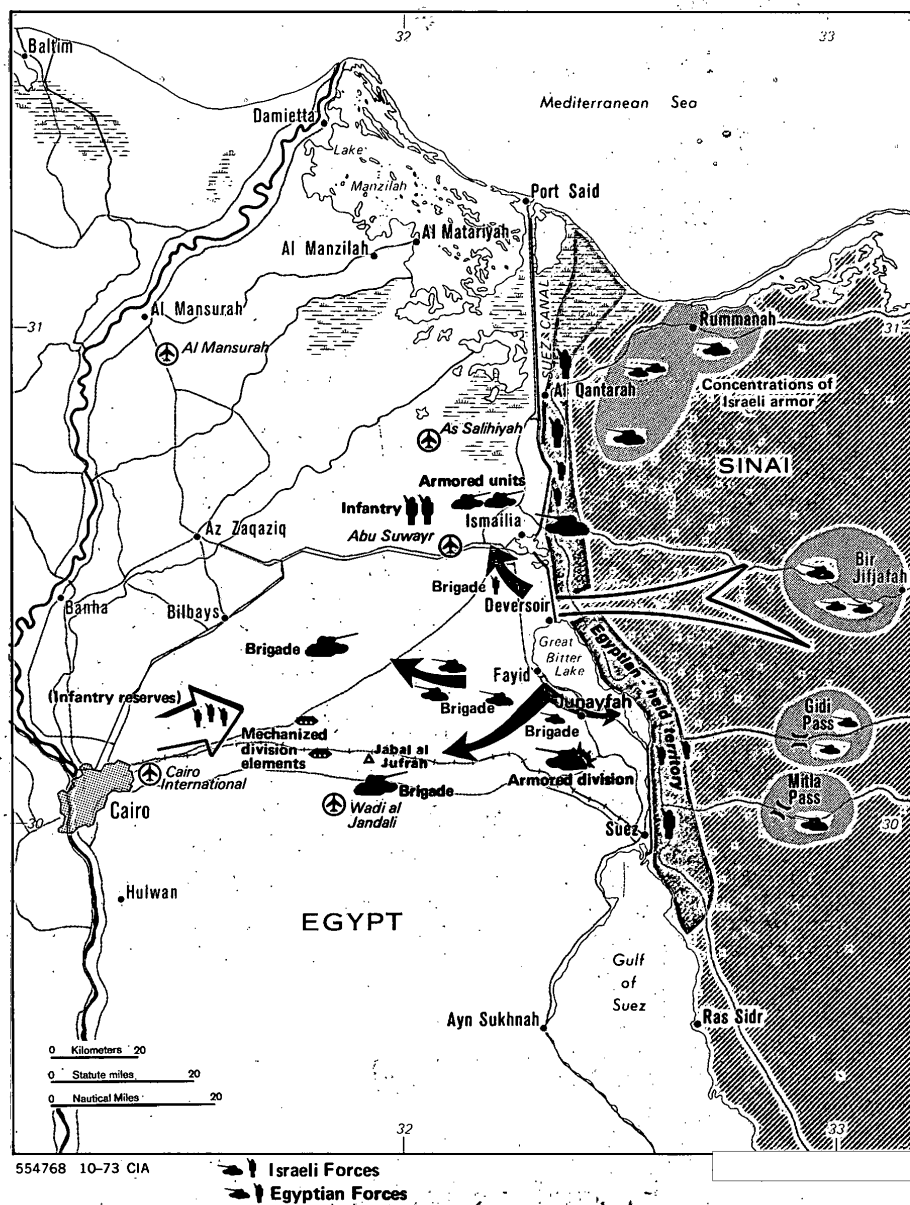 32
33
Baltim
Mediterranean Sea
Damietta
Lake
Manzilah
Port Said
Al Matariyah
Al Manzilah
SUEZ CANAL
Al Mansurah
31
Rummanah
31
Al Mansurah
Al Qantarah
Concentrations of
Israeli armor
As Salihiyah
SINAI
Armored units
Infantry
Ismailia
Az Zaqaziq
Abu Suwayr
Bir
Jifjafah
Brigade
Banha
Deversoir
Bilbays
Great
Bitter
Lake
Egyptian - held territory
Brigade
Fayid
(Infantry reserves)
Junayfah
Brigade
Gidi
Pass
Brigade
Mechanized
division
elements
Jabal al
Jufrah
Armored division
Cairo
International
Brigade
Mitla
Pass
Cairo
Wadi al
Jandali
Suez
30
30
Hulwan
EGYPT
Gulf
of
Suez
Ayn Sukhnah
Ras Sidr
0 Kilometers 20
0 Statute miles 20
0 Nautical Miles 20
32
33
554768 10-73 CIA
Israeli Forces
Egyptian Forces